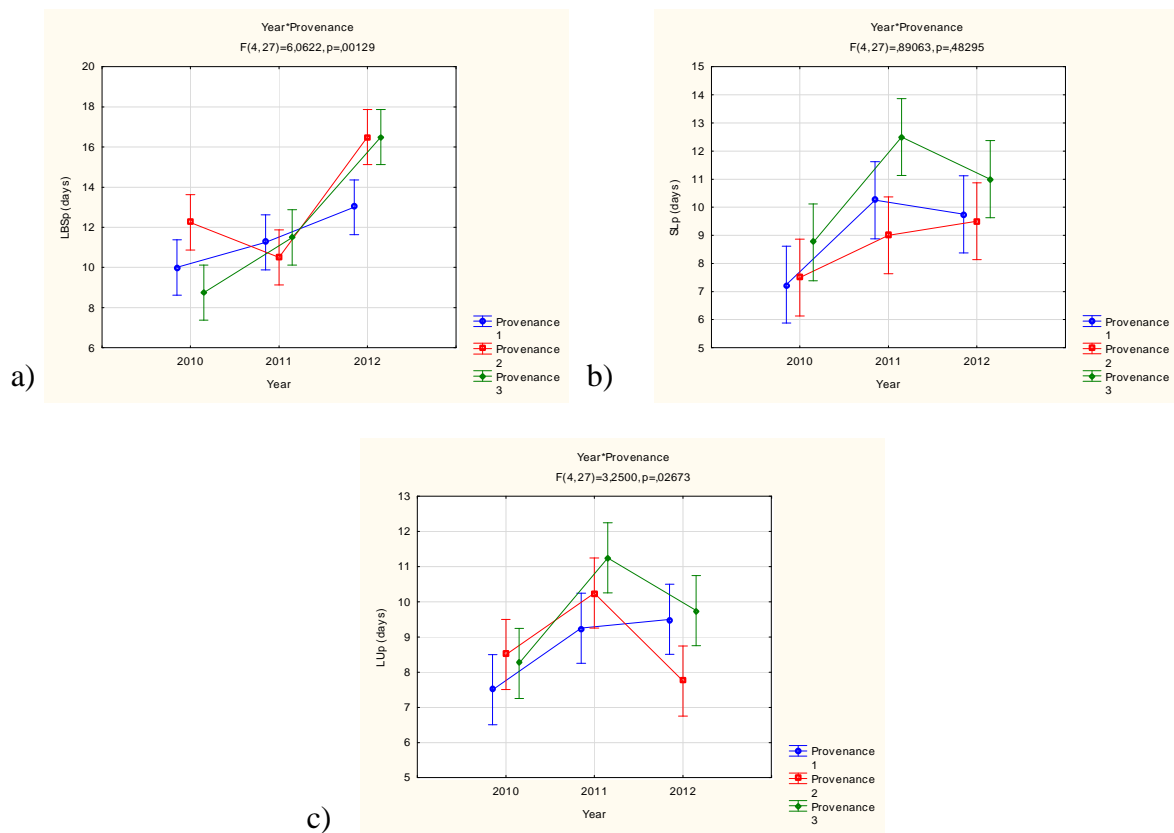 Year*Provenance
F(4, 27)=6,0622, p=,00129
20
18
16
14
12
10
8
6
LBSp (days)
2010
2011
2012
Year
Provenance
1
Provenance
2
Provenance
3
a)
Year*Provenance
F(4, 27)=,89063, p=,48295
15
14
13
12
11
10
9
8
7
6
5
SLp (days)
2010
2011
2012
Year
Provenance
1
Provenance
2
Provenance
3
b)
Year*Provenance
F(4, 27)=3,2500, p=,02673
13
12
11
10
9
8
7
6
5
LUp (days)
2010
2011
2012
Year
Provenance
1
Provenance
2
Provenance
3
c)